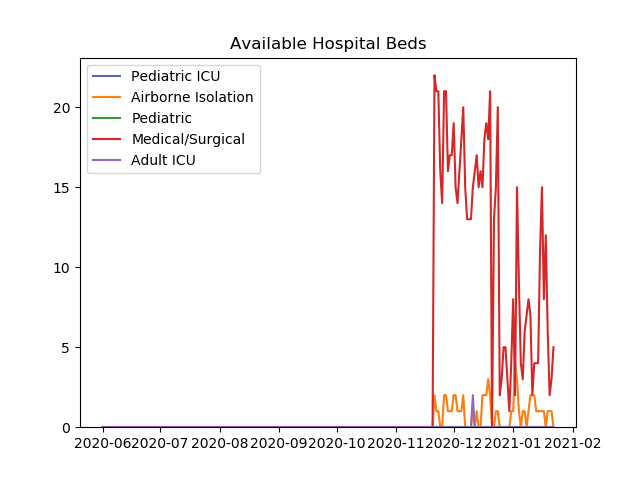 Available Hospital Beds
Pediatric ICU
Airborne Isolation
Pediatric
Medical/Surgical
Adult ICU
20
15
10
5
0
2020-06 2020-07 2020-08 2020-09 2020-10 2020-11 2020-12 2021-01 2021-02